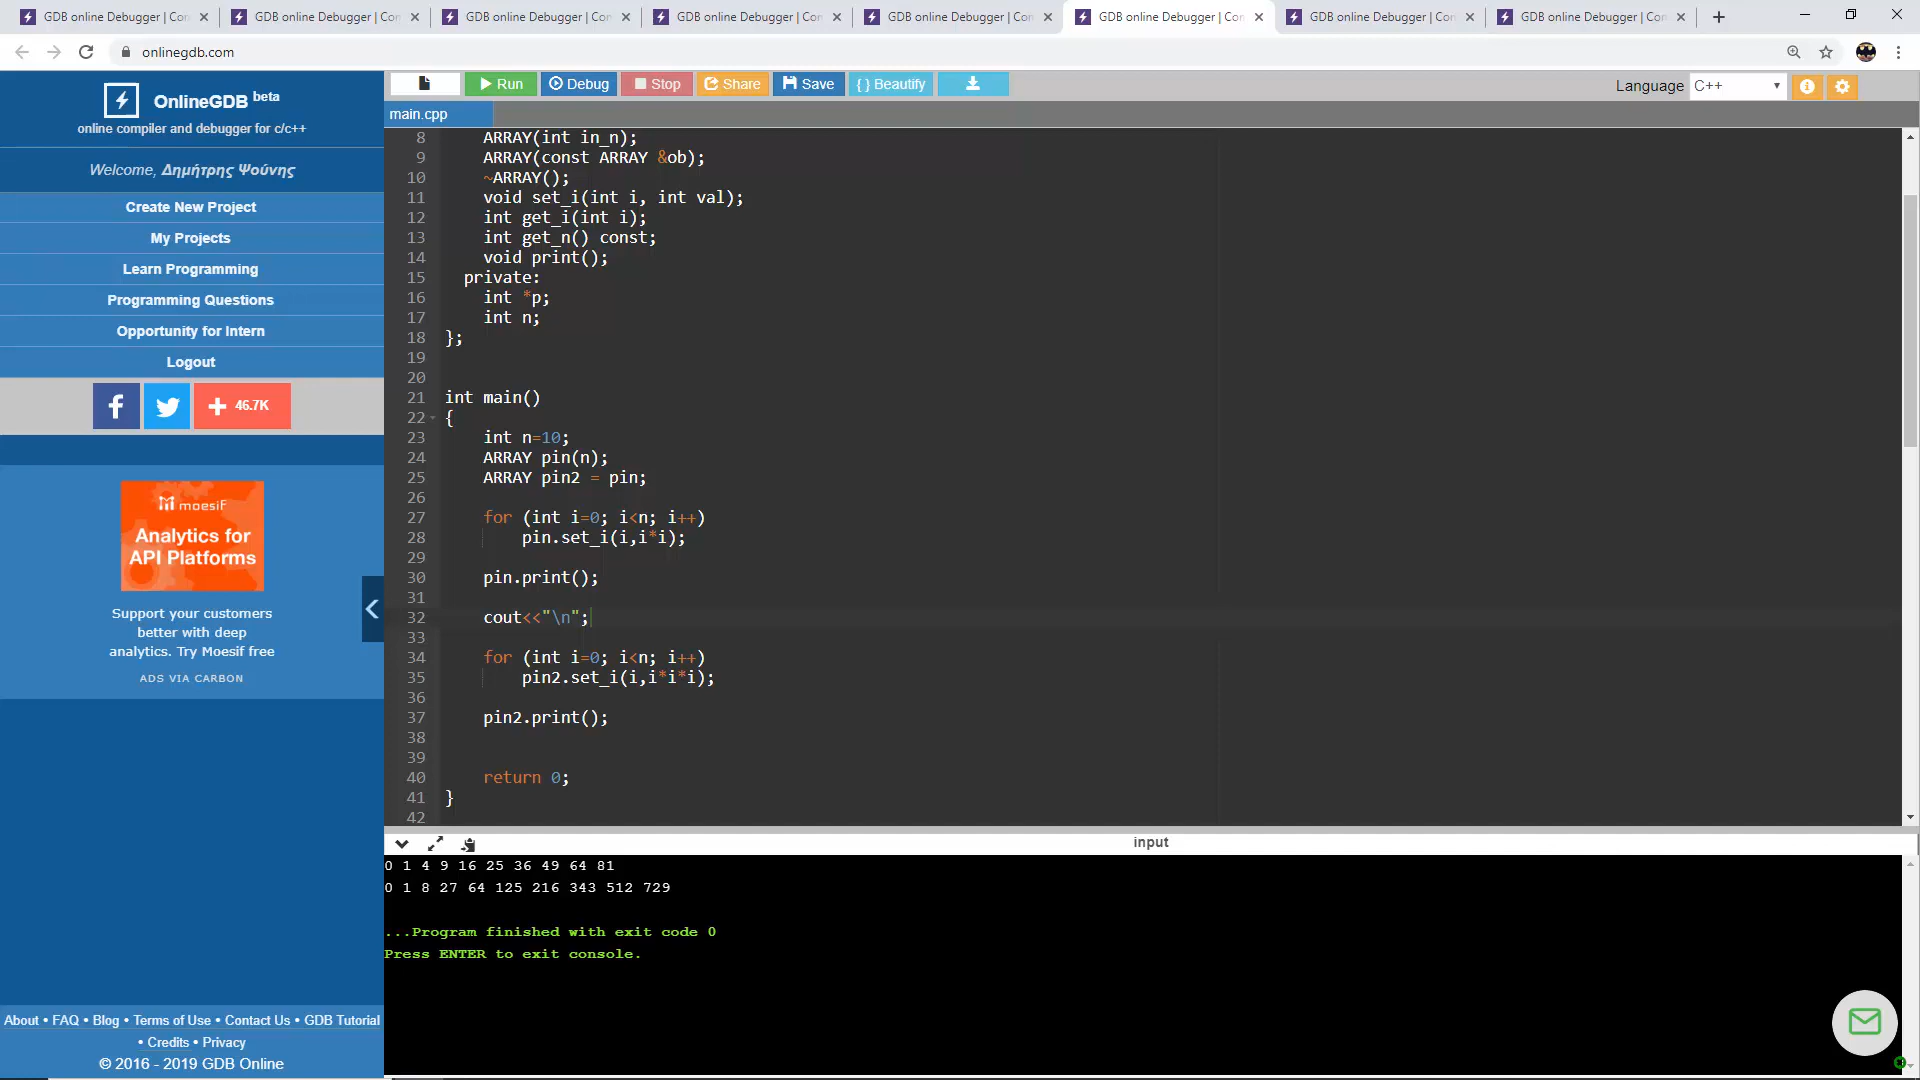 GDB online Debugger | Con
GDB online Debugger | Con
GDB online Debugger | Con
GDB online Debugger | Con
GDB online Debugger | Con
GDB online Debugger | Con
GDB online Debugger | Con
GDB online Debugger | Con
onlinegdb.com
OnlineGDB beta
online compiler and debugger for c/c++
Welcome, Δημήτρης Ψούνης
Create New Project
My Projects
Learn Programming
Programming Questions
Opportunity for Intern
Logout
46.7K
moesif
Analytics for
API Platforms
Support your customers
better with deep
analytics. Try Moesif free
ADS VIA CARBON
About • FAQ • Blog • Terms of Use • Contact Us • GDB Tutorial
• Credits • Privacy
© 2016 - 2019 GDB Online
Run Debug Stop Share Save { } Beautify
Language C++
main.cpp
8 ARRAY(int in_n);
9 ARRAY(const ARRAY &ob);
10 ~ARRAY();
11 void set_i(int i, int val);
12 int get_i(int i);
13 int get_n() const;
14 void print();
15 private:
16 int *p;
17 int n;
18 };
19
20
21 int main()
22 {
23 int n=10;
24 ARRAY pin(n);
25 ARRAY pin2 = pin;
26
27 for (int i=0; i<n; i++)
28 pin.set_i(i,i*i);
29
30 pin.print();
31
32 cout<<"\n";
33
34 for (int i=0; i<n; i++)
35 pin2.set_i(i,i*i*i);
36
37 pin2.print();
38
39
40 return 0;
41 }
42
input
0 1 4 9 16 25 36 49 64 81
0 1 8 27 64 125 216 343 512 729
...Program finished with exit code 0
Press ENTER to exit console.